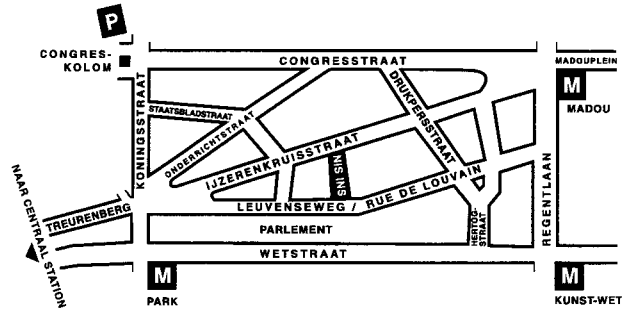 P
CONGRES-
KOLOM
CONGRESSTRAAT
MADOUPLEIN
M
MADOU
KONINGSSTRAAT
STAATSBLADSTRAAT
ONDERRICHTSTRAAT
DRUKPERSSTRAAT
IJZERENKRUISSTRAAT
NIS INS
LEUVENSEWEG / RUE DE LOUVAIN
REGENTLAAN
TREURENBERG
NAAR CENTRAAL STATION
PARLEMENT
HERTOG-
STRAAT
WETSTRAAT
M
PARK
M
KUNST-WET